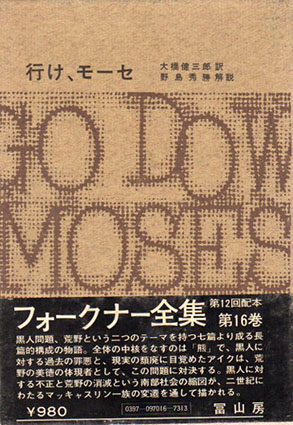 行け、モーセ
大橋健三郎訳
野島秀勝解説
GO DOW
MOSES
フォークナー全集
第12回配本
第16巻
黒人問題、荒野という二つのテーマを持つ七篇より成る長
篇的構成の物語。全体の中核をなすのは「熊」で、黒人に
対する過去の罪悪と、現実の頽廃に目覚めたアイクは、荒
野の美徳の体現者として、この問題に対決する。黒人に対
する不正と荒野の消滅という南部社会の縮図が、二世紀に
わたるマッキャスリン一族の変遷を通して描かれる。
¥980
0397-097016-7313
冨山房